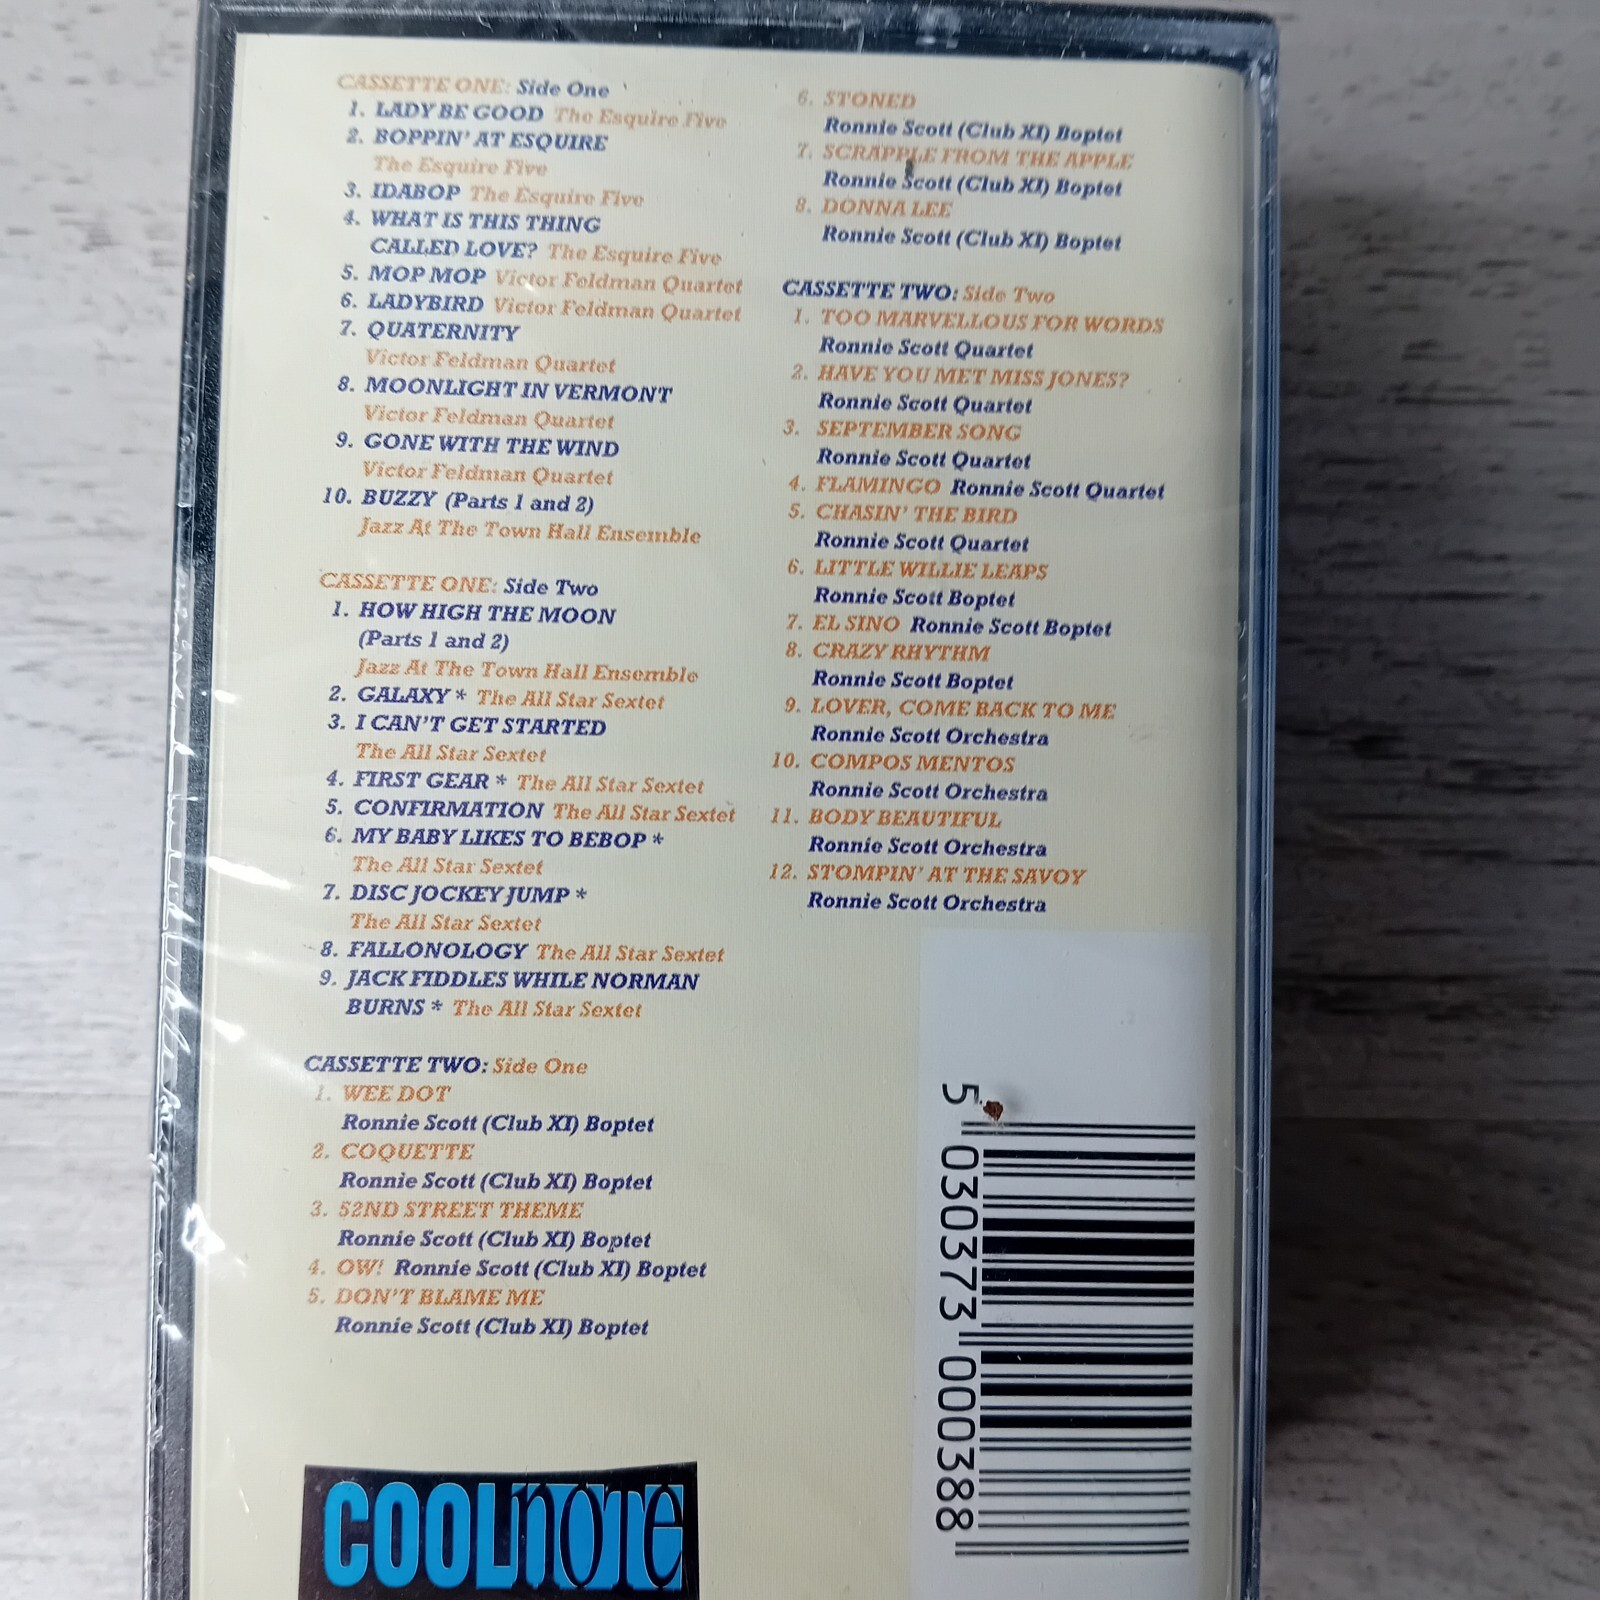 CASSETTE ONE: Side One
1. LADY BE GOOD The Esquire Five
2. BOPPIN' AT ESQUIRE
The Esquire Five
3. IDABOP The Esquire Five
4. WHAT IS THIS THING
CALLED LOVE? The Esquire Five
5. MOP MOP Victor Feldman Quartet
6. LADYBIRD Victor Feldman Quartet
7. QUATERNITY
Victor Feldman Quartet
8. MOONLIGHT IN VERMONT
Victor Feldman Quartet
9. GONE WITH THE WIND
Victor Feldman Quartet
10. BUZZY (Parts 1 and 2)
Jazz At The Town Hall Ensemble
CASSETTE ONE: Side Two
1. HOW HIGH THE MOON
(Parts 1 and 2)
Jazz At The Town Hall Ensemble
2. GALAXY * The All Star Sextet
3. I CAN'T GET STARTED
The All Star Sextet
4. FIRST GEAR * The All Star Sextet
5. CONFIRMATION The All Star Sextet
6. MY BABY LIKES TO BEBOP *
The All Star Sextet
7. DISC JOCKEY JUMP *
The All Star Sextet
8. FALLONOLOGY The All Star Sextet
9. JACK FIDDLES WHILE NORMAN
BURNS * The All Star Sextet
CASSETTE TWO: Side One
1. WEE DOT
Ronnie Scott (Club XI) Boptet
2. COQUETTE
Ronnie Scott (Club XI) Boptet
3. 52ND STREET THEME
Ronnie Scott (Club XI) Boptet
4. OW! Ronnie Scott (Club XI) Boptet
5. DON'T BLAME ME
Ronnie Scott (Club XI) Boptet
6. STONED
Ronnie Scott (Club XI) Boptet
7. SCRAPPLE FROM THE APPLE
Ronnie Scott (Club XI) Boptet
8. DONNA LEE
Ronnie Scott (Club XI) Boptet
CASSETTE TWO: Side Two
1. TOO MARVELLOUS FOR WORDS
Ronnie Scott Quartet
2. HAVE YOU MET MISS JONES?
Ronnie Scott Quartet
3. SEPTEMBER SONG
Ronnie Scott Quartet
4. FLAMINGO Ronnie Scott Quartet
5. CHASIN' THE BIRD
Ronnie Scott Quartet
6. LITTLE WILLIE LEAPS
Ronnie Scott Boptet
7. EL SINO Ronnie Scott Boptet
8. CRAZY RHYTHM
Ronnie Scott Boptet
9. LOVER, COME BACK TO ME
Ronnie Scott Orchestra
10. COMPOS MENTOS
Ronnie Scott Orchestra
11. BODY BEAUTIFUL
Ronnie Scott Orchestra
12. STOMPIN' AT THE SAVOY
Ronnie Scott Orchestra
5 030373 000388
COOLnote